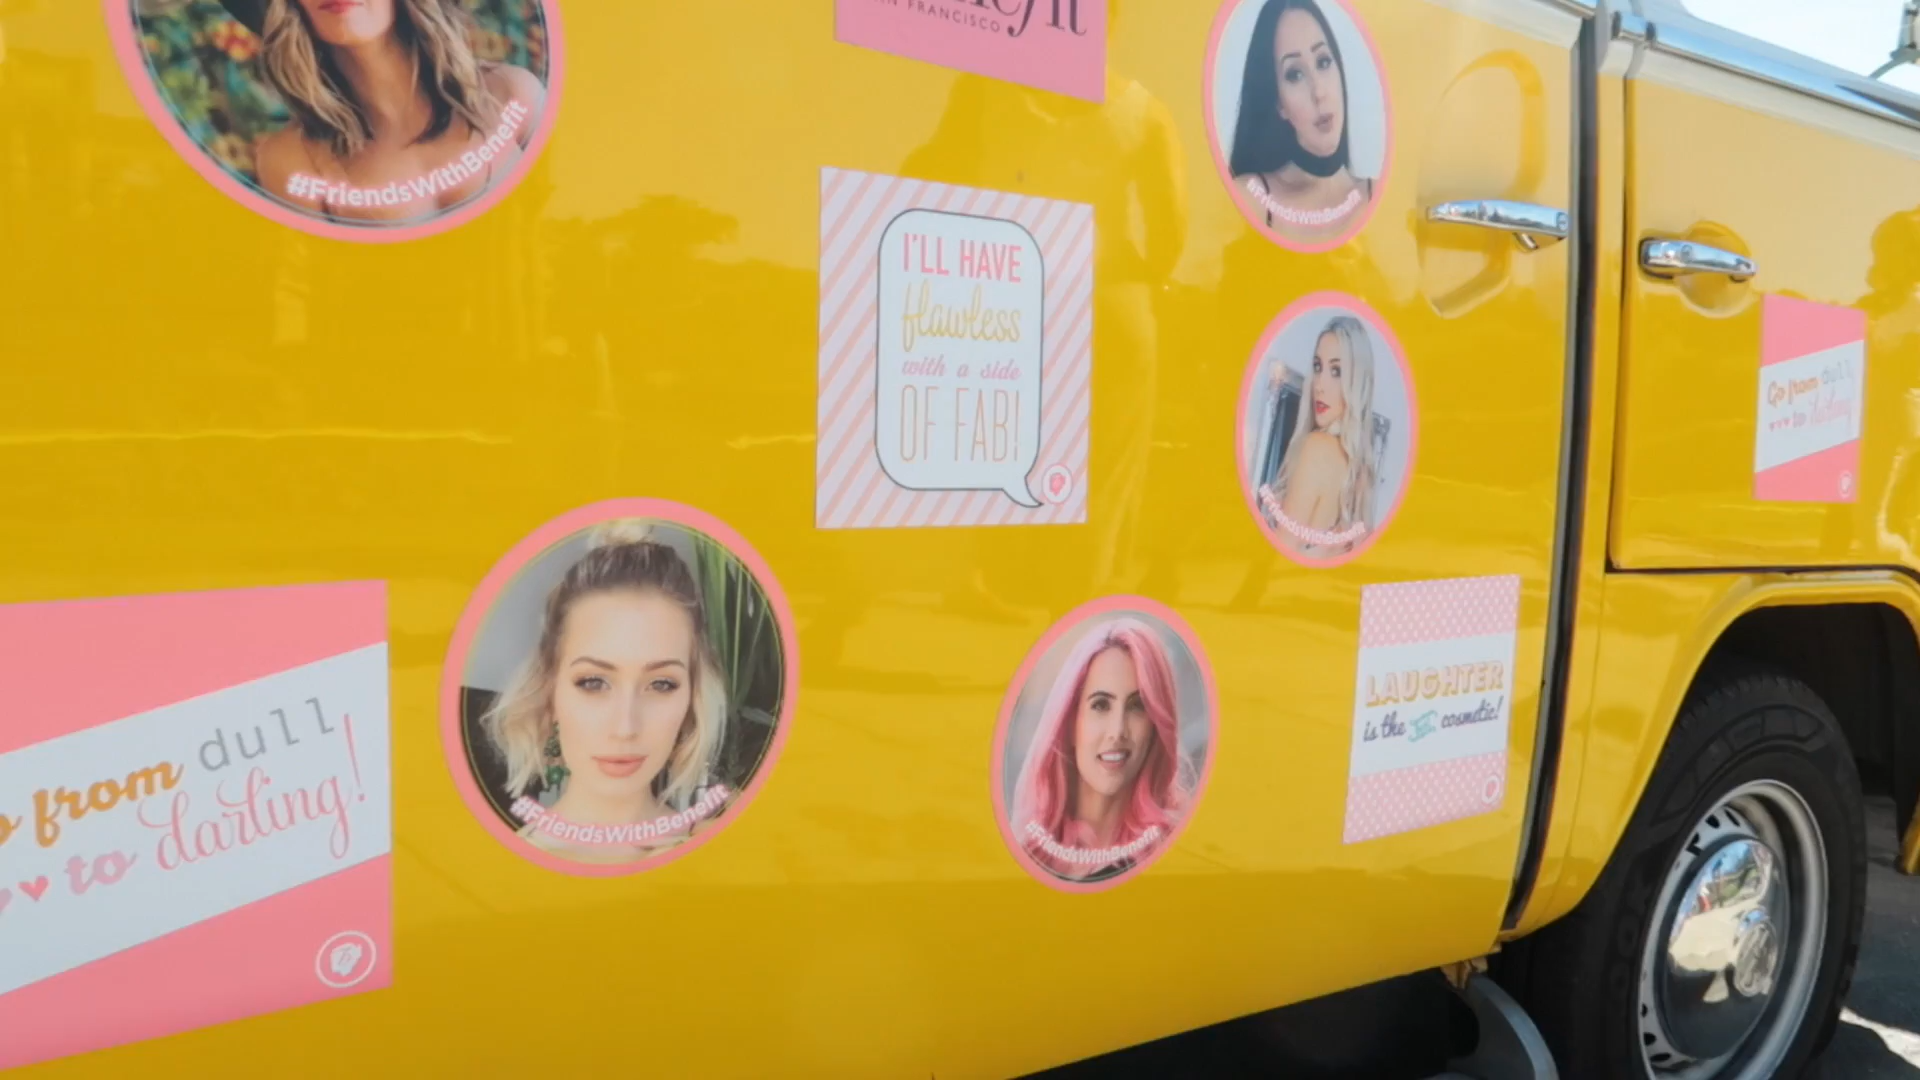 #FriendsWithBenefit
SAN FRANCISCO
#FriendsWithBenefit
I'LL HAVE
flawless
with a side
OF FAB!
#FriendsWithBenefit
Go from dull
to darling
from dull
to darling!
#FriendsWithBenefit
#FriendsWithBenefit
LAUGHTER
is the cosmetic!